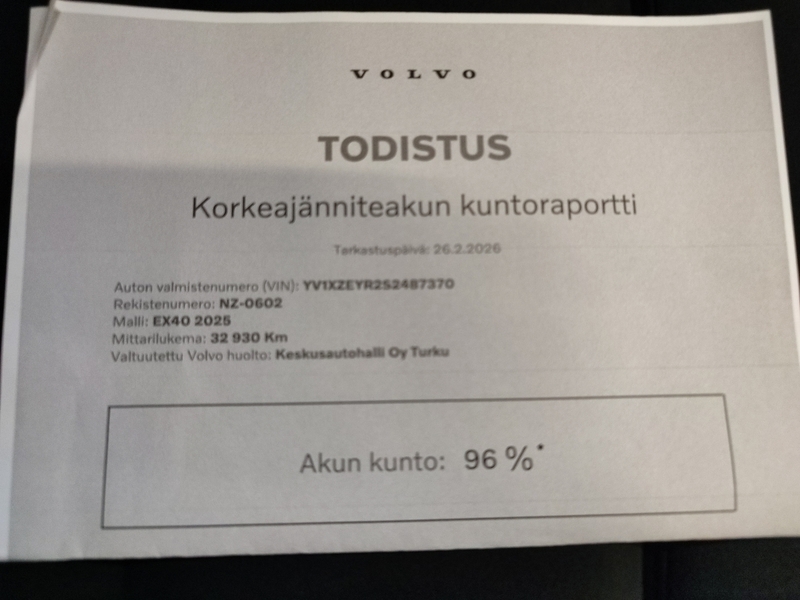 VOLVO
TODISTUS
Korkeajänniteakun kuntoraportti
Tarkastuspäivä: 26.2.2026
Auton valmistenumero (VIN): YV1XZEYR2S2487370
Rekistenumero: NZ-0602
Malli: EX40 2025
Mittarilukema: 32 930 Km
Valtuutettu Volvo huolto: Keskusautohalli Oy Turku
Akun kunto: 96 %*